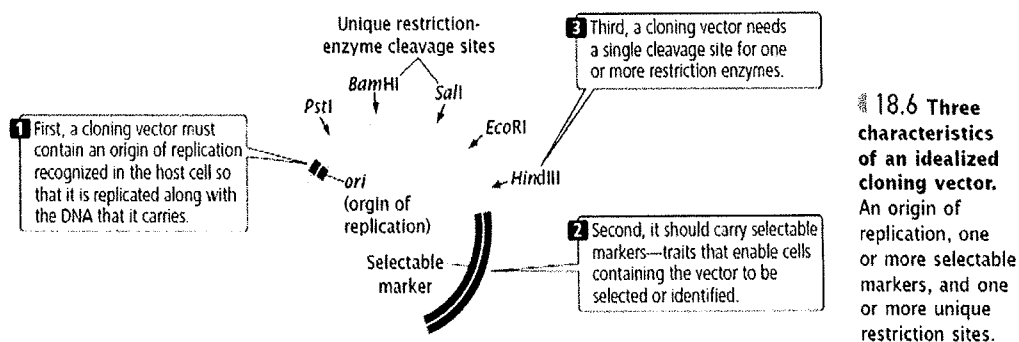 Unique restriction-
enzyme cleavage sites
BamHI
SalI
PstI
EcoRI
HindIII
3 Third, a cloning vector needs
a single cleavage site for one
or more restriction enzymes.
1 First, a cloning vector must
contain an origin of replication
recognized in the host cell so
that it is replicated along with
the DNA that it carries.
ori
(orgin of
replication)
Selectable
marker
2 Second, it should carry selectable
markers—traits that enable cells
containing the vector to be
selected or identified.
18.6 Three
characteristics
of an idealized
cloning vector.
An origin of
replication, one
or more selectable
markers, and one
or more unique
restriction sites.